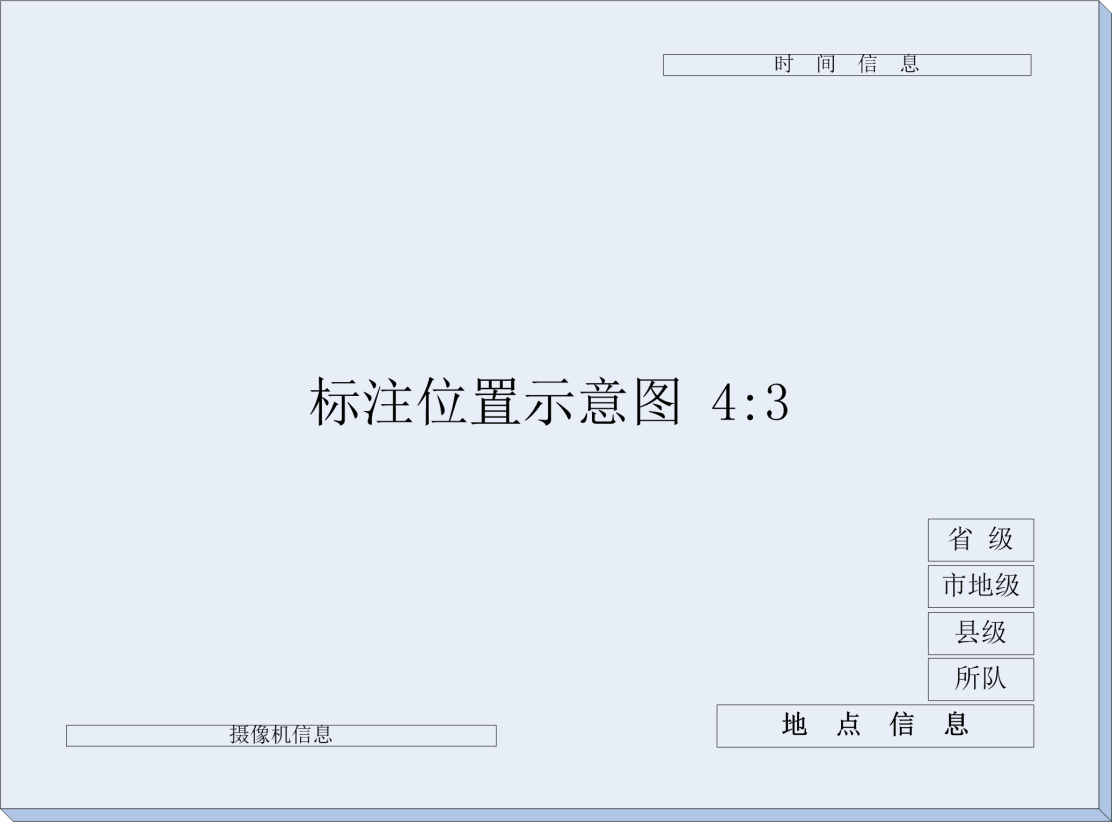 时 间 信 息
标注位置示意图 4:3
省 级
市地级
县级
所队
地 点 信 息
摄像机信息